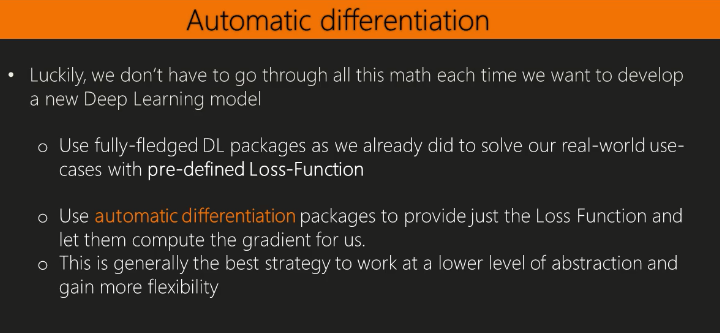 Automatic differentiation
• Luckily, we don't have to go through all this math each time we want to develop
a new Deep Learning model
o Use fully-fledged DL packages as we already did to solve our real-world use-
cases with pre-defined Loss-Function
o Use automatic differentiation packages to provide just the Loss Function and
let them compute the gradient for us.
o This is generally the best strategy to work at a lower level of abstraction and
gain more flexibility